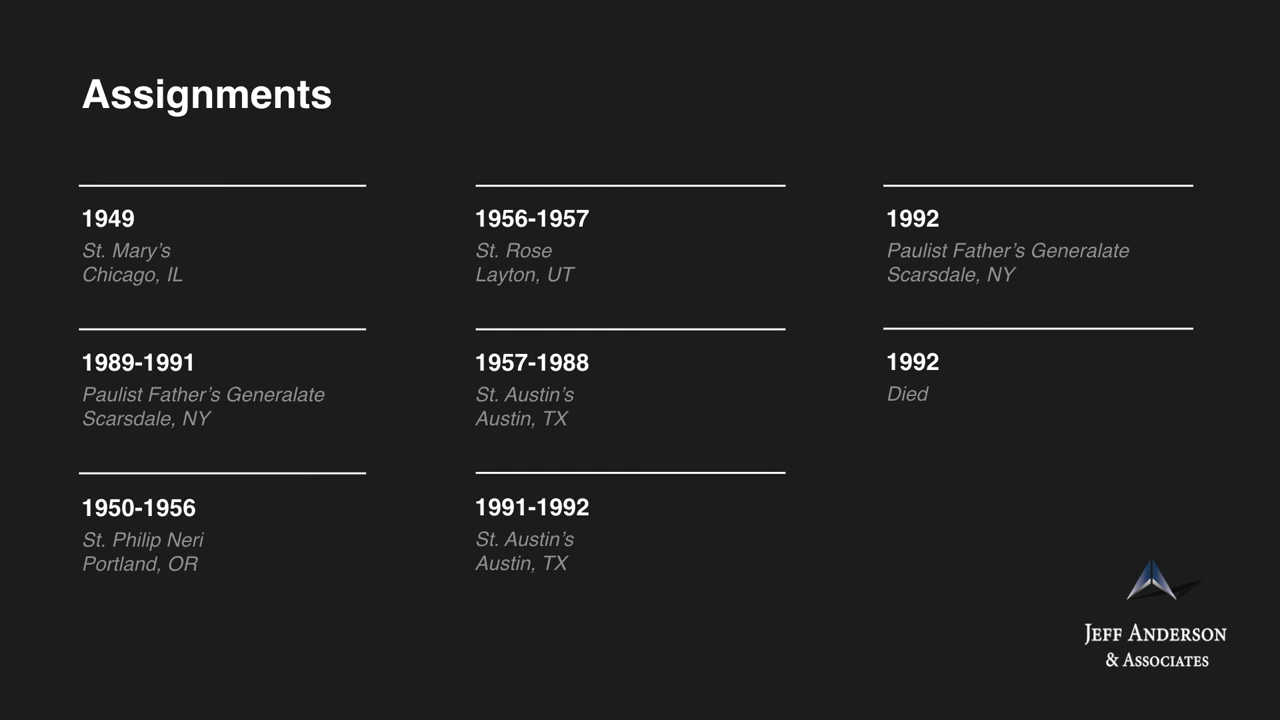 Assignments
1949
St. Mary’s
Chicago, IL
1989-1991
Paulist Father’s Generalate
Scarsdale, NY
1950-1956
St. Philip Neri
Portland, OR
1956-1957
St. Rose
Layton, UT
1957-1988
St. Austin’s
Austin, TX
1991-1992
St. Austin’s
Austin, TX
1992
Paulist Father’s Generalate
Scarsdale, NY
1992
Died
Jeff Anderson
& Associates